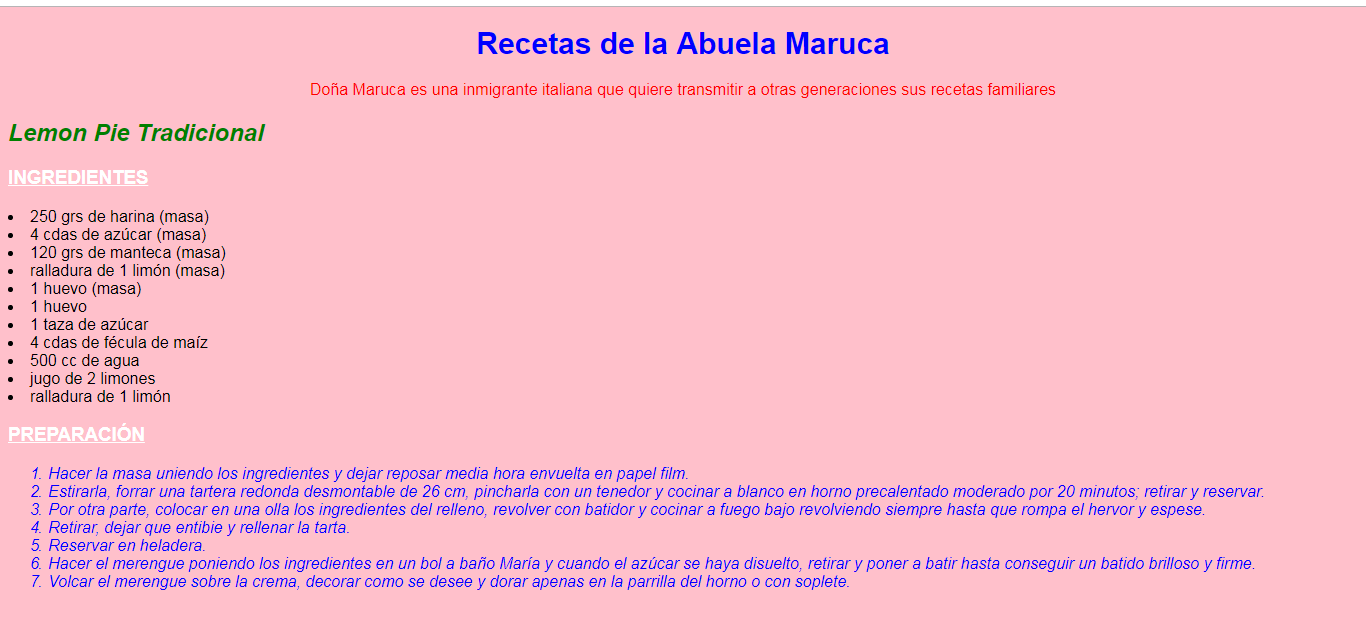 Recetas de la Abuela Maruca
Doña Maruca es una inmigrante italiana que quiere transmitir a otras generaciones sus recetas familiares
Lemon Pie Tradicional
INGREDIENTES
• 250 grs de harina (masa)
• 4 cdas de azúcar (masa)
• 120 grs de manteca (masa)
• ralladura de 1 limón (masa)
• 1 huevo (masa)
• 1 huevo
• 1 taza de azúcar
• 4 cdas de fécula de maíz
• 500 cc de agua
• jugo de 2 limones
• ralladura de 1 limón
PREPARACIÓN
1. Hacer la masa uniendo los ingredientes y dejar reposar media hora envuelta en papel film.
2. Estirarla, forrar una tartera redonda desmontable de 26 cm, pincharla con un tenedor y cocinar a blanco en horno precalentado moderado por 20 minutos; retirar y reservar.
3. Por otra parte, colocar en una olla los ingredientes del relleno, revolver con batidor y cocinar a fuego bajo revolviendo siempre hasta que rompa el hervor y espese.
4. Retirar, dejar que entibie y rellenar la tarta.
5. Reservar en heladera.
6. Hacer el merengue poniendo los ingredientes en un bol a baño María y cuando el azúcar se haya disuelto, retirar y poner a batir hasta conseguir un batido brilloso y firme.
7. Volcar el merengue sobre la crema, decorar como se desee y dorar apenas en la parrilla del horno o con soplete.